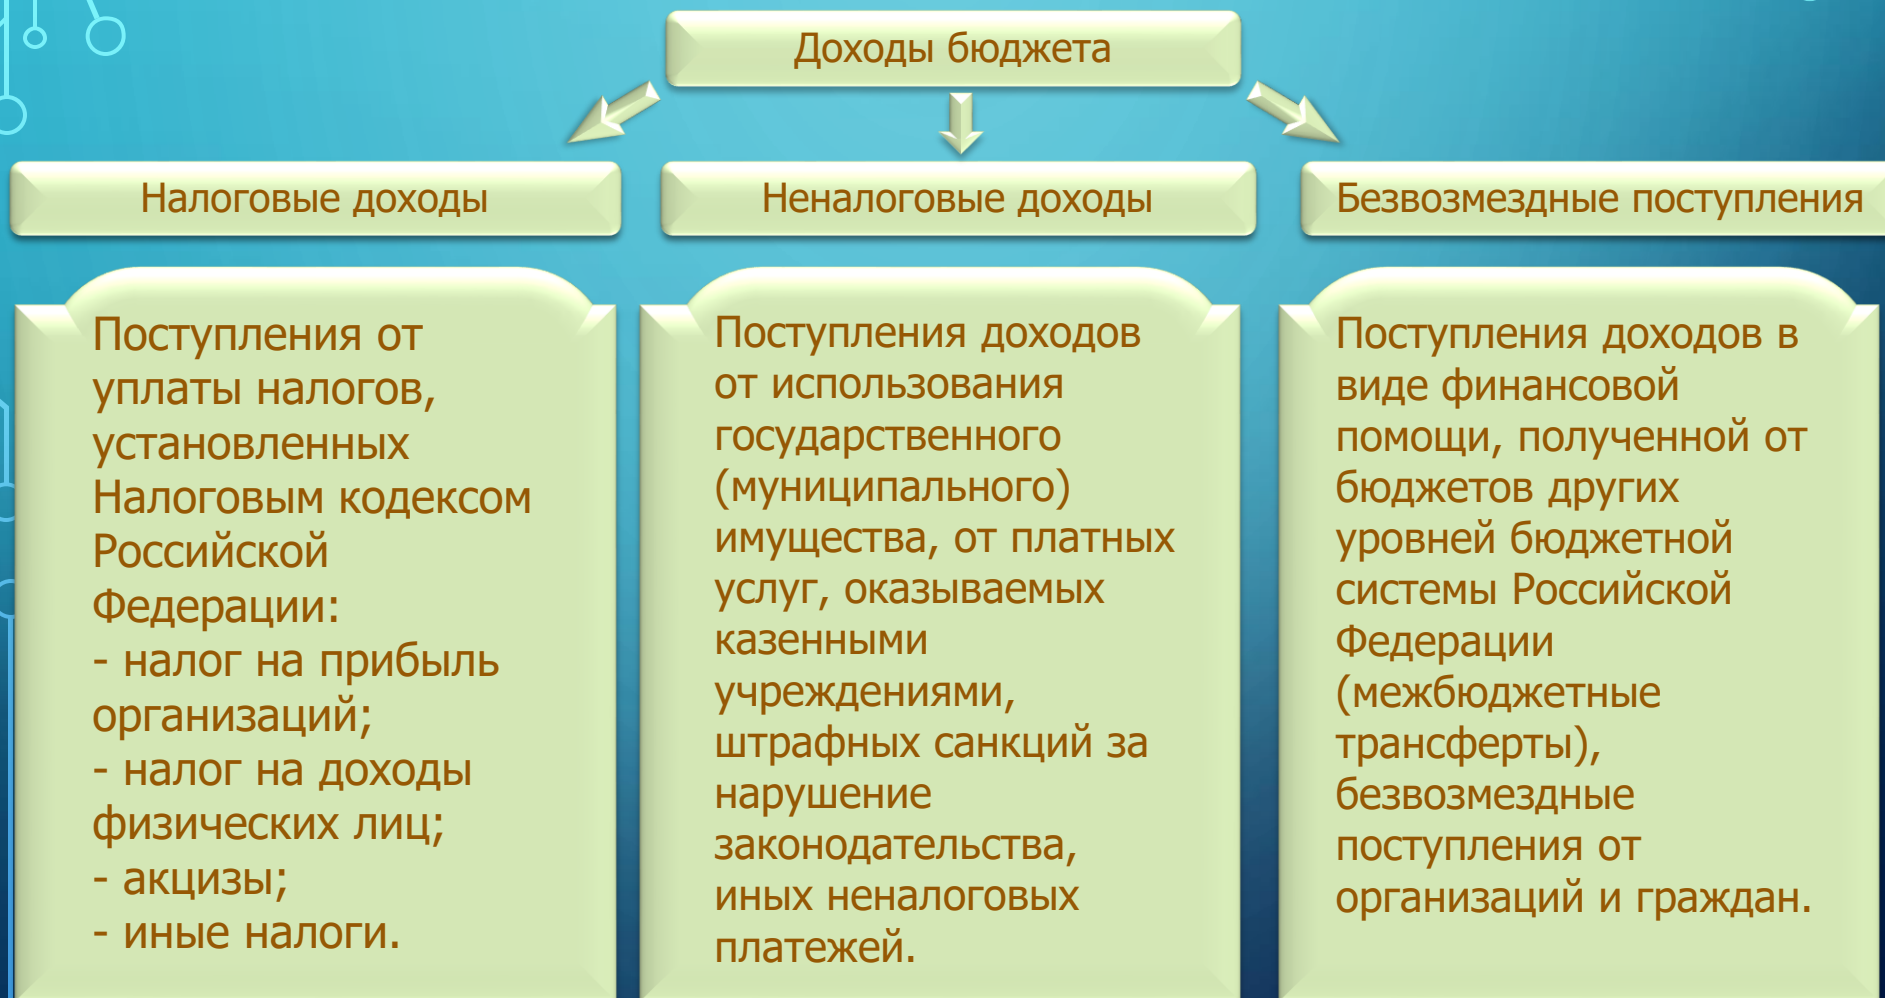 Доходы бюджета
Налоговые доходы
Неналоговые доходы
Безвозмездные поступления
Поступления от
уплаты налогов,
установленных
Налоговым кодексом
Российской
Федерации:
- налог на прибыль
организаций;
- налог на доходы
физических лиц;
- акцизы;
- иные налоги.
Поступления доходов
от использования
государственного
(муниципального)
имущества, от платных
услуг, оказываемых
казенными
учреждениями,
штрафных санкций за
нарушение
законодательства,
иных неналоговых
платежей.
Поступления доходов в
виде финансовой
помощи, полученной от
бюджетов других
уровней бюджетной
системы Российской
Федерации
(межбюджетные
трансферты),
безвозмездные
поступления от
организаций и граждан.